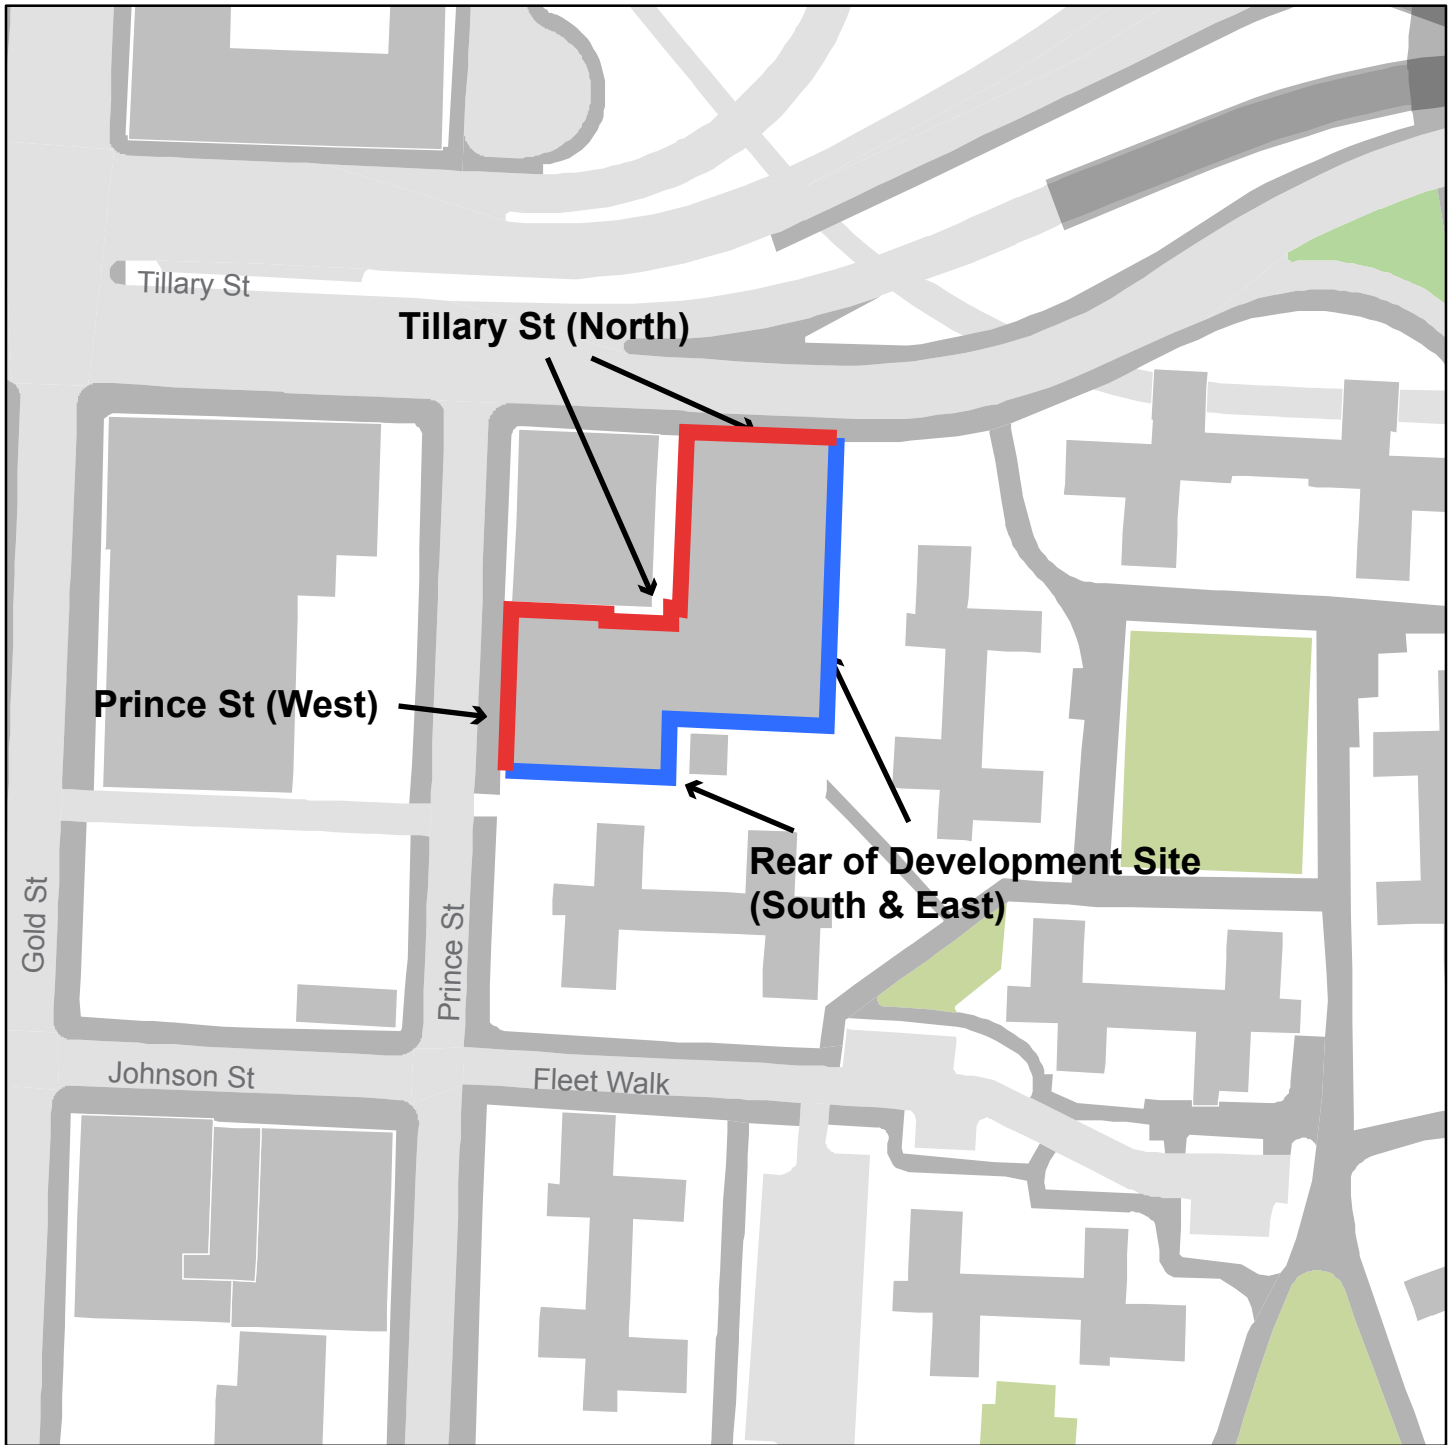 Tillary St
Tillary St (North)
Prince St (West)
Rear of Development Site
(South & East)
Gold St
Prince St
Johnson St
Fleet Walk